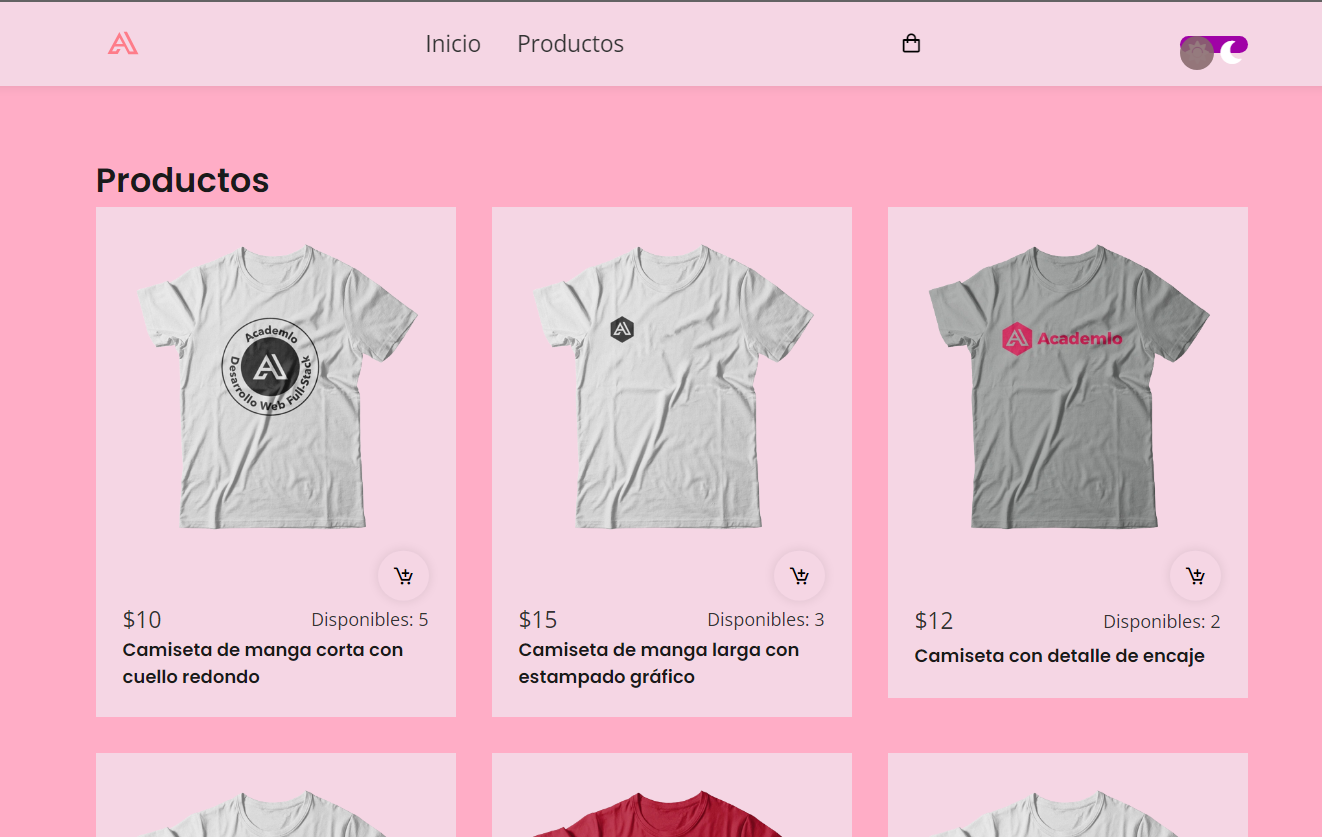 Inicio Productos
Productos
Academlo
Desarrollo Web Full-Stack
Academlo
$10 Disponibles: 5
Camiseta de manga corta con
cuello redondo
$15 Disponibles: 3
Camiseta de manga larga con
estampado gráfico
$12 Disponibles: 2
Camiseta con detalle de encaje